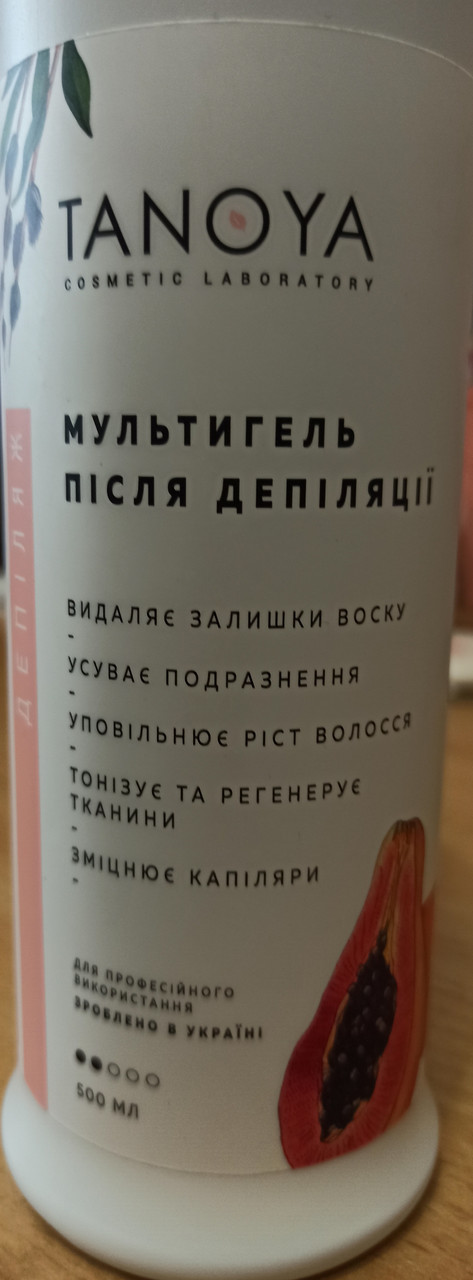 TANOYA
COSMETIC LABORATORY
МУЛЬТИГЕЛЬ
ПІСЛЯ ДЕПІЛЯЦІЇ
ВИДАЛЯЄ ЗАЛИШКИ ВОСКУ
-
УСУВАЄ ПОДРАЗНЕННЯ
-
УПОВІЛЬНЮЄ РІСТ ВОЛОССЯ
-
ТОНІЗУЄ ТА РЕГЕНЕРУЄ
ТКАНИНИ
-
ЗМІЦНЮЄ КАПІЛЯРИ
-
ДЛЯ ПРОФЕСІЙНОГО
ВИКОРИСТАННЯ
ЗРОБЛЕНО В УКРАЇНІ
500 МЛ
ДЕПІЛЯЖ